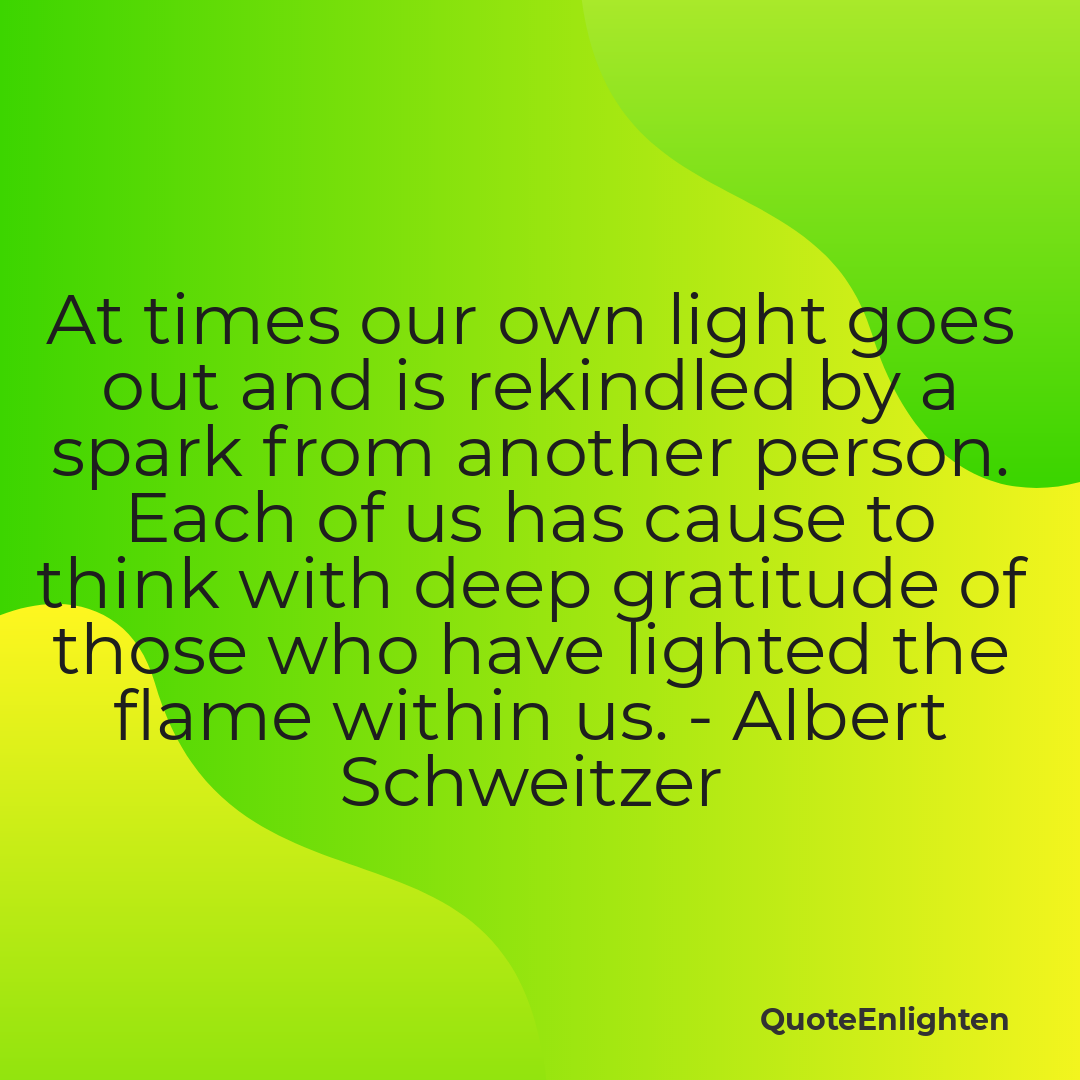 At times our own light goes
out and is rekindled by a
spark from another person.
Each of us has cause to
think with deep gratitude of
those who have lighted the
flame within us. - Albert
Schweitzer
QuoteEnlighten